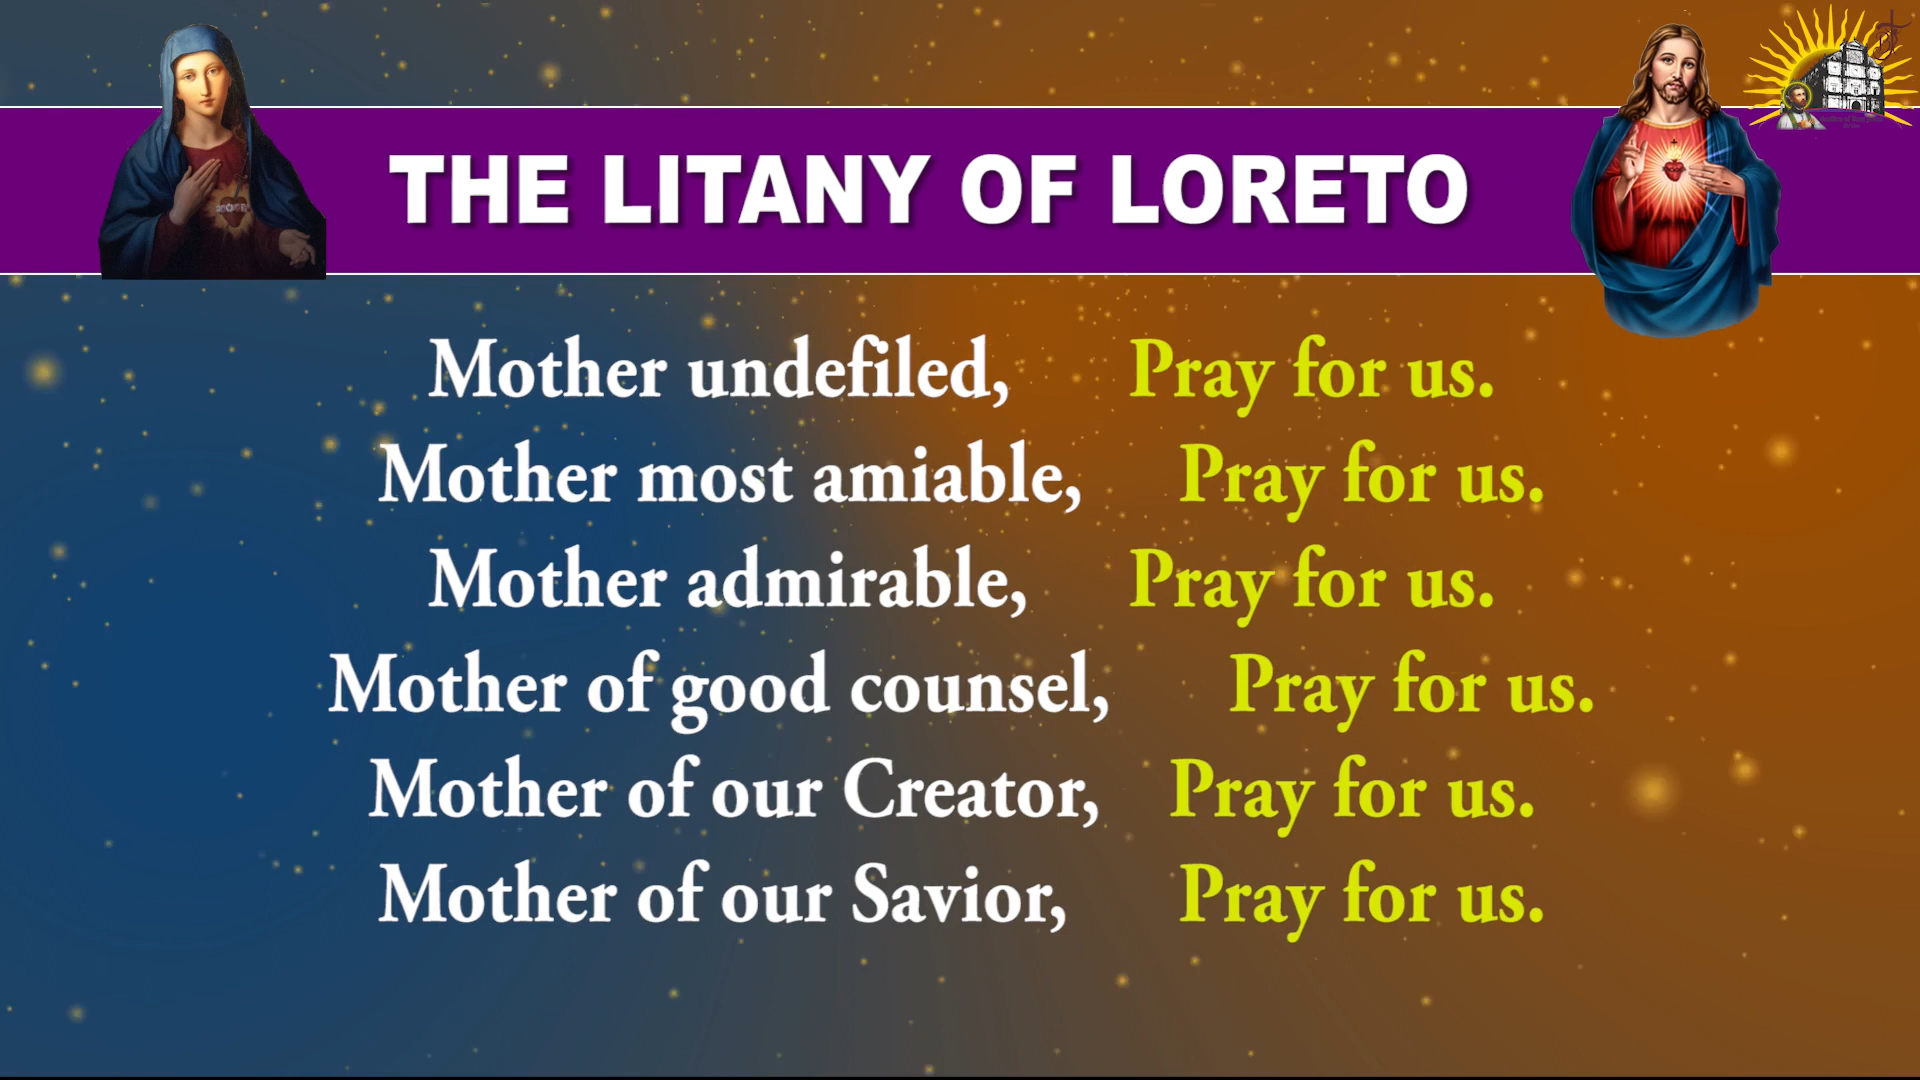 THE LITANY OF LORETO
Mother undefiled, Pray for us.
Mother most amiable, Pray for us.
Mother admirable, Pray for us.
Mother of good counsel, Pray for us.
Mother of our Creator, Pray for us.
Mother of our Savior, Pray for us.